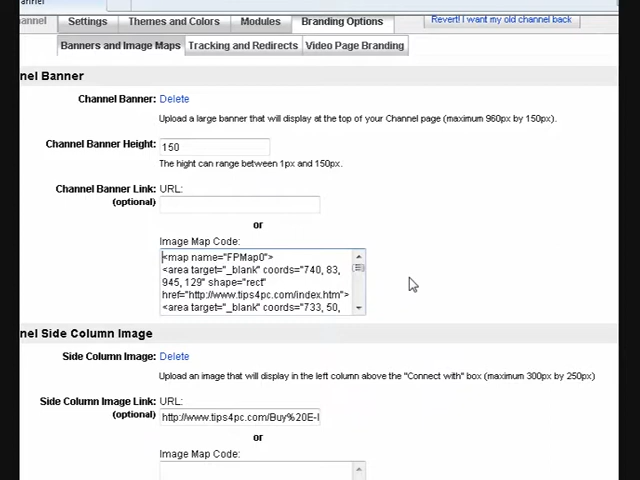 annel
Settings
Themes and Colors
Modules
Branding Options
Revert! I want my old channel back
Banners and Image Maps
Tracking and Redirects
Video Page Branding
nel Banner
Channel Banner: Delete
Upload a large banner that will display at the top of your Channel page (maximum 960px by 150px).
Channel Banner Height: 150
The hight can range between 1px and 150px.
Channel Banner Link: URL:
(optional)
or
Image Map Code:
<map name="FPMap0">
<area target="_blank" coords="740, 83,
945, 129" shape="rect"
href="http://www.tips4pc.com/index.htm">
<area target="_blank" coords="733, 50,
nel Side Column Image
Side Column Image: Delete
Upload an image that will display in the left column above the "Connect with" box (maximum 300px by 250px)
Side Column Image Link: URL:
(optional) http://www.tips4pc.com/Buy%20E-l
or
Image Map Code: